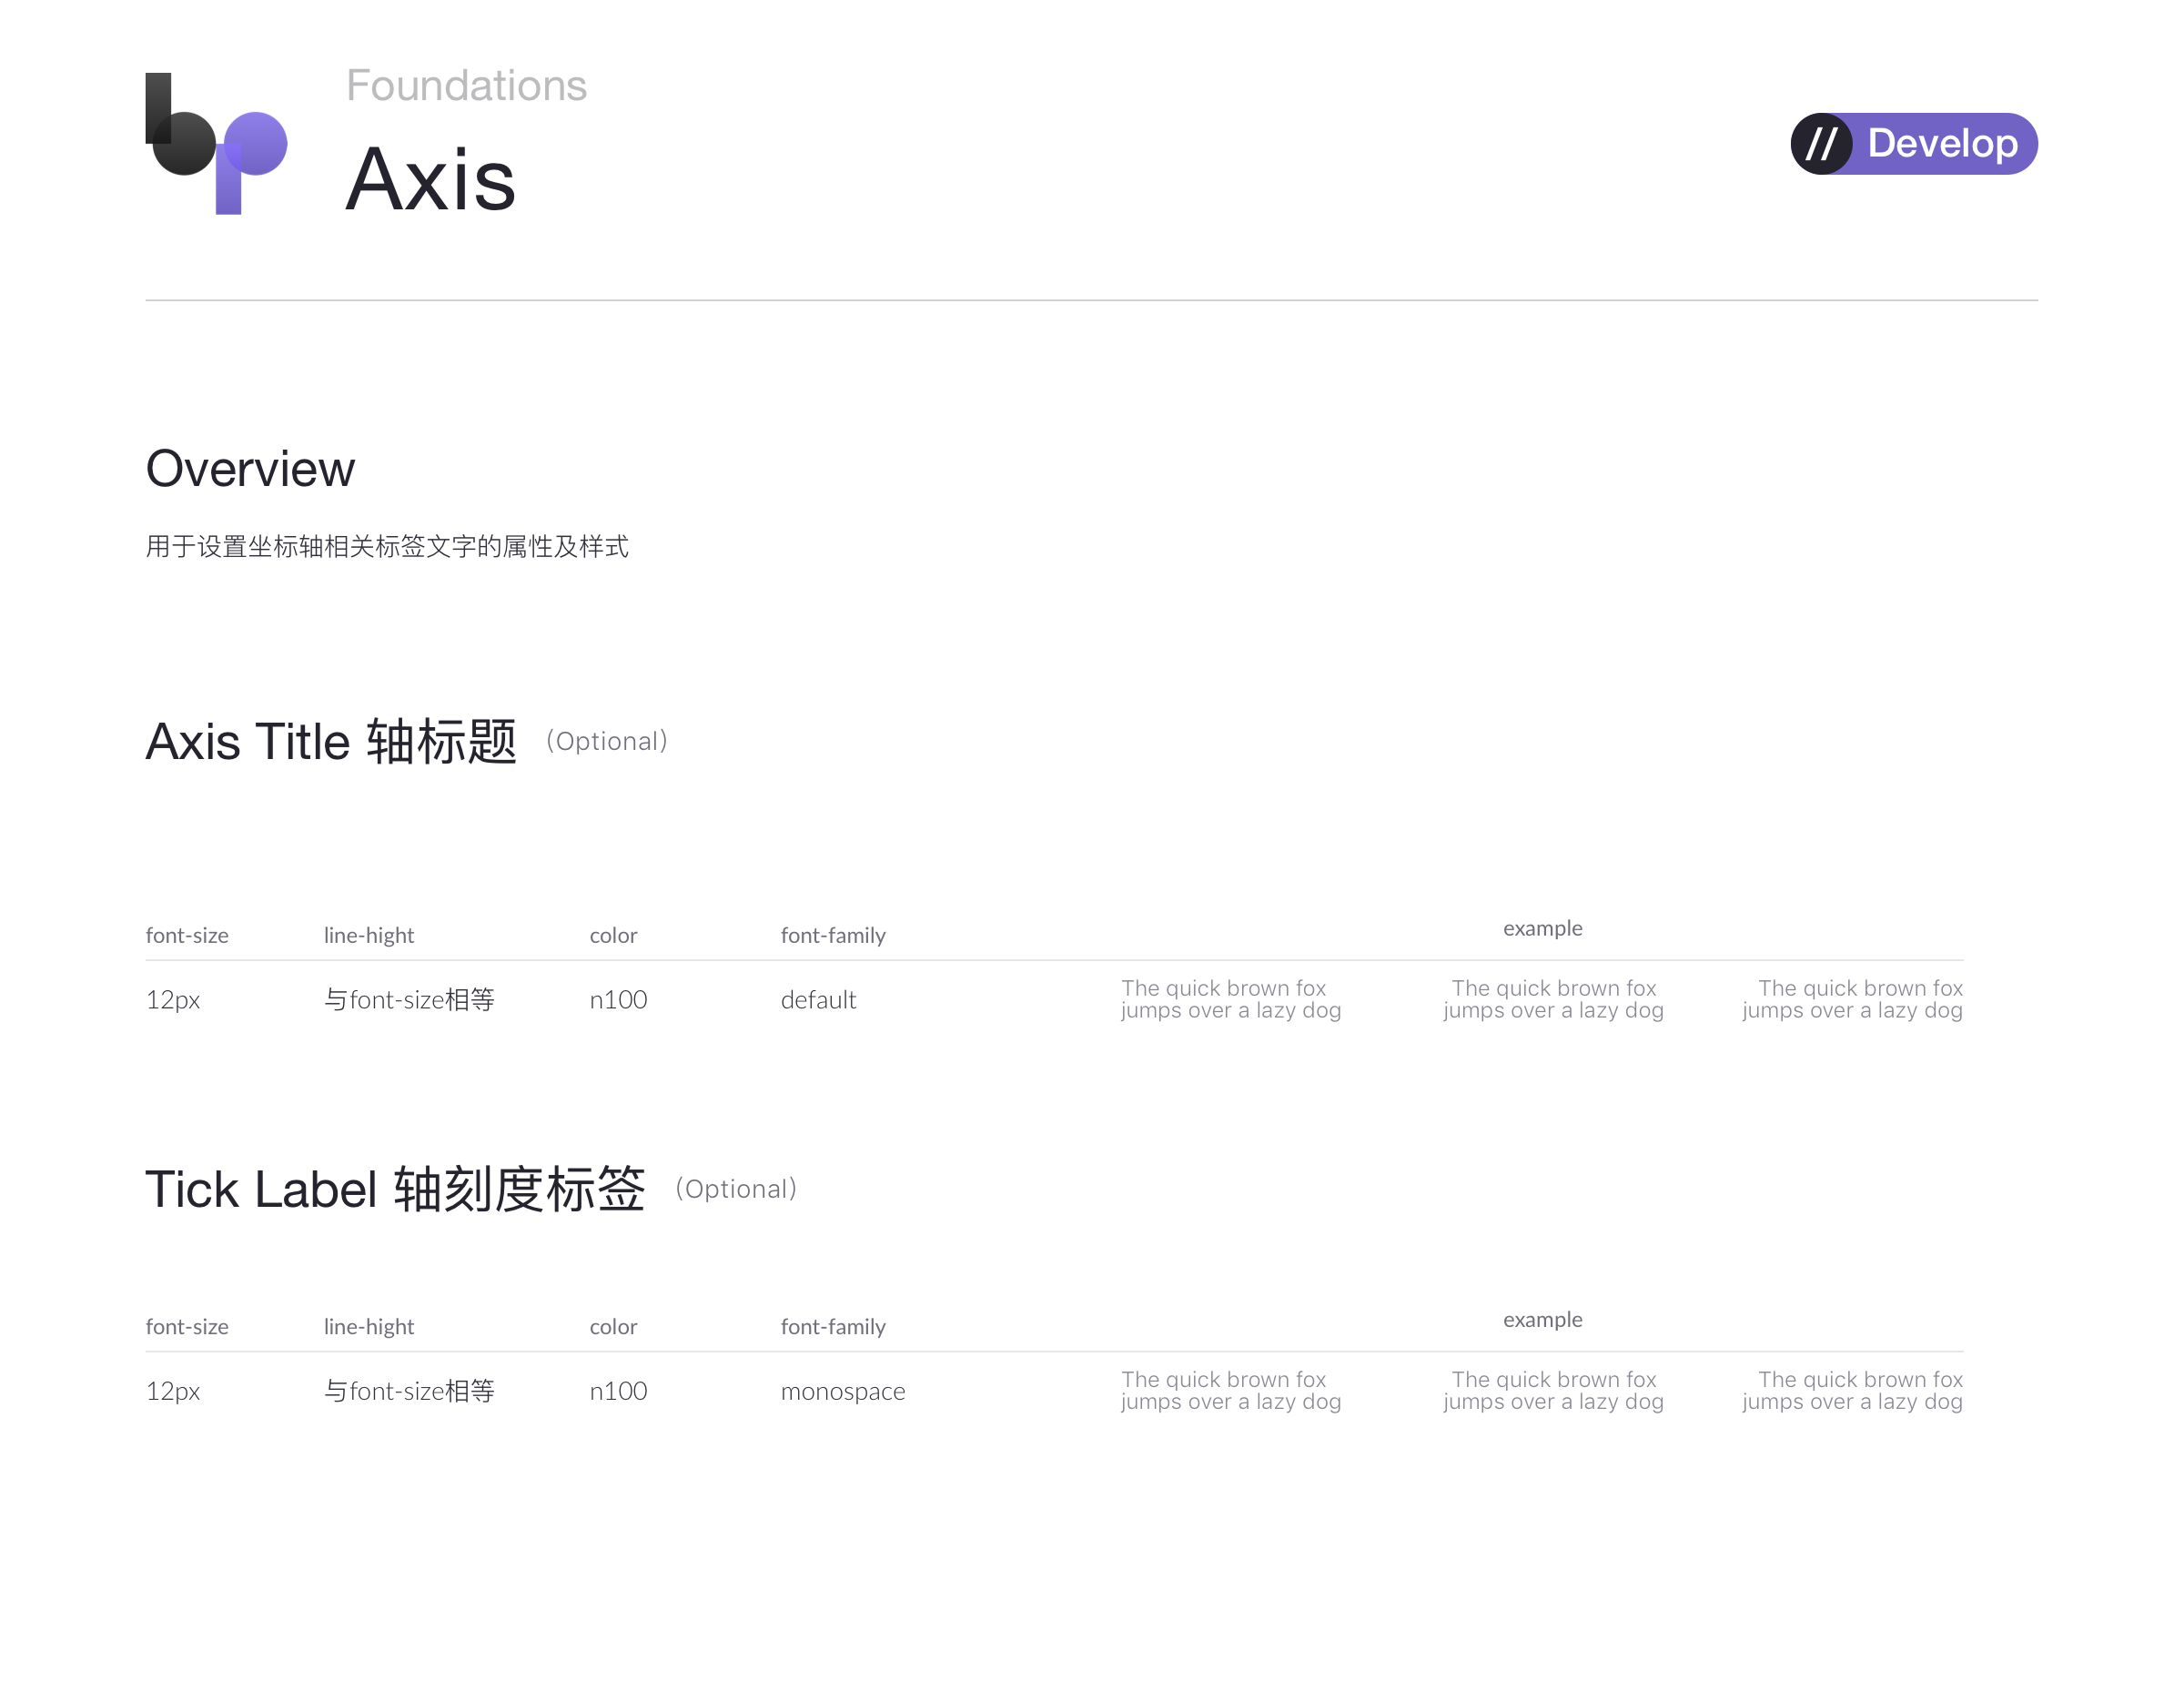 bp
Foundations
Axis
// Develop
Overview
用于设置坐标轴相关标签文字的属性及样式
Axis Title 轴标题 （Optional）
font-size line-hight color font-family example
12px 与font-size相等 n100 default
The quick brown fox
jumps over a lazy dog
The quick brown fox
jumps over a lazy dog
The quick brown fox
jumps over a lazy dog
Tick Label 轴刻度标签 （Optional）
font-size line-hight color font-family example
12px 与font-size相等 n100 monospace
The quick brown fox
jumps over a lazy dog
The quick brown fox
jumps over a lazy dog
The quick brown fox
jumps over a lazy dog